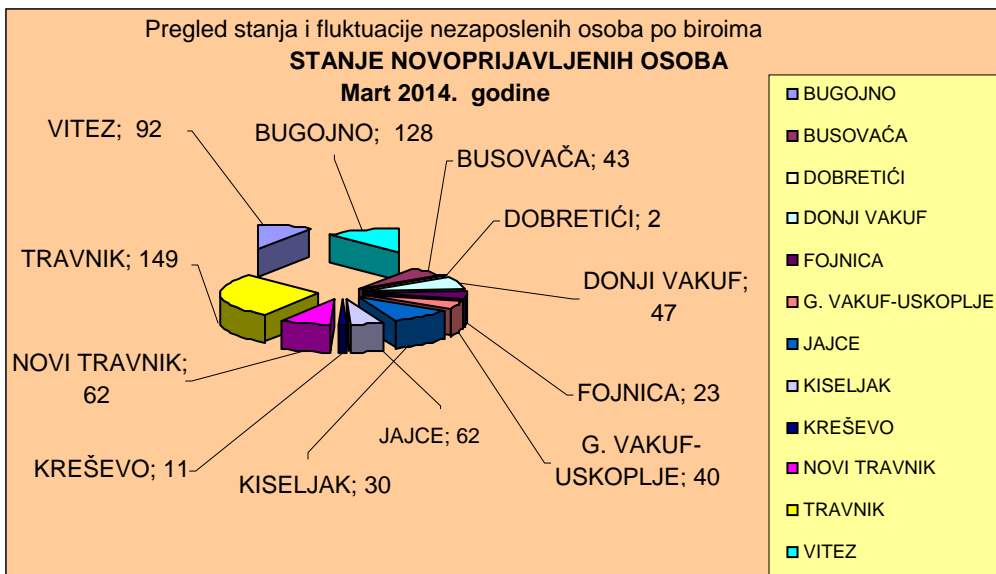 Pregled stanja i fluktuacije nezaposlenih osoba po biroima
STANJE NOVOPRIJAVLJENIH OSOBA
Mart 2014. godine
VITEZ; 92
BUGOJNO; 128
BUSOVAČA; 43
DOBRETIĆI; 2
DONJI VAKUF;
47
FOJNICA; 23
G. VAKUF-
USKOPLJE; 40
JAJCE; 62
KISELJAK; 30
KREŠEVO; 11
NOVI TRAVNIK;
62
TRAVNIK; 149
BUGOJNO
BUSOVAĆA
DOBRETIĆI
DONJI VAKUF
FOJNICA
G. VAKUF-USKOPLJE
JAJCE
KISELJAK
KREŠEVO
NOVI TRAVNIK
TRAVNIK
VITEZ